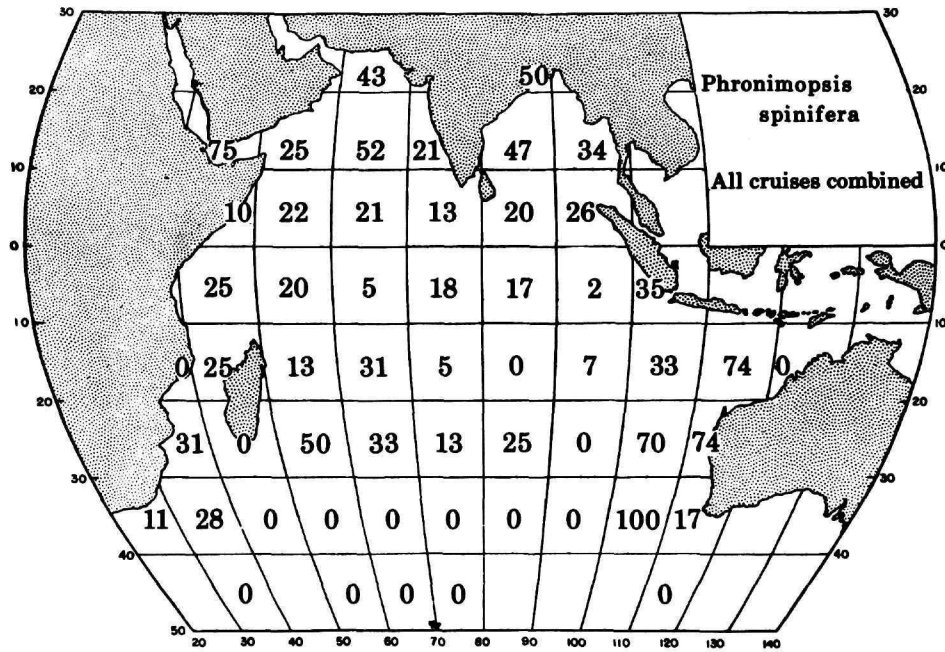 30 30
43 50 Phronimopsis
spinifera
20
75 25 52 21 47 34
10 All cruises combined 10
10 22 21 13 20 26
0 0
25 20 5 18 17 2 35
10 10
0 25 13 31 5 0 7 33 74 0
20 20
31 0 50 33 13 25 0 70 74
30 30
11 28 0 0 0 0 0 0 100 17
40 40
0 0 0 0 0
50 50
20 30 40 50 60 70 80 90 100 110 120 130 140